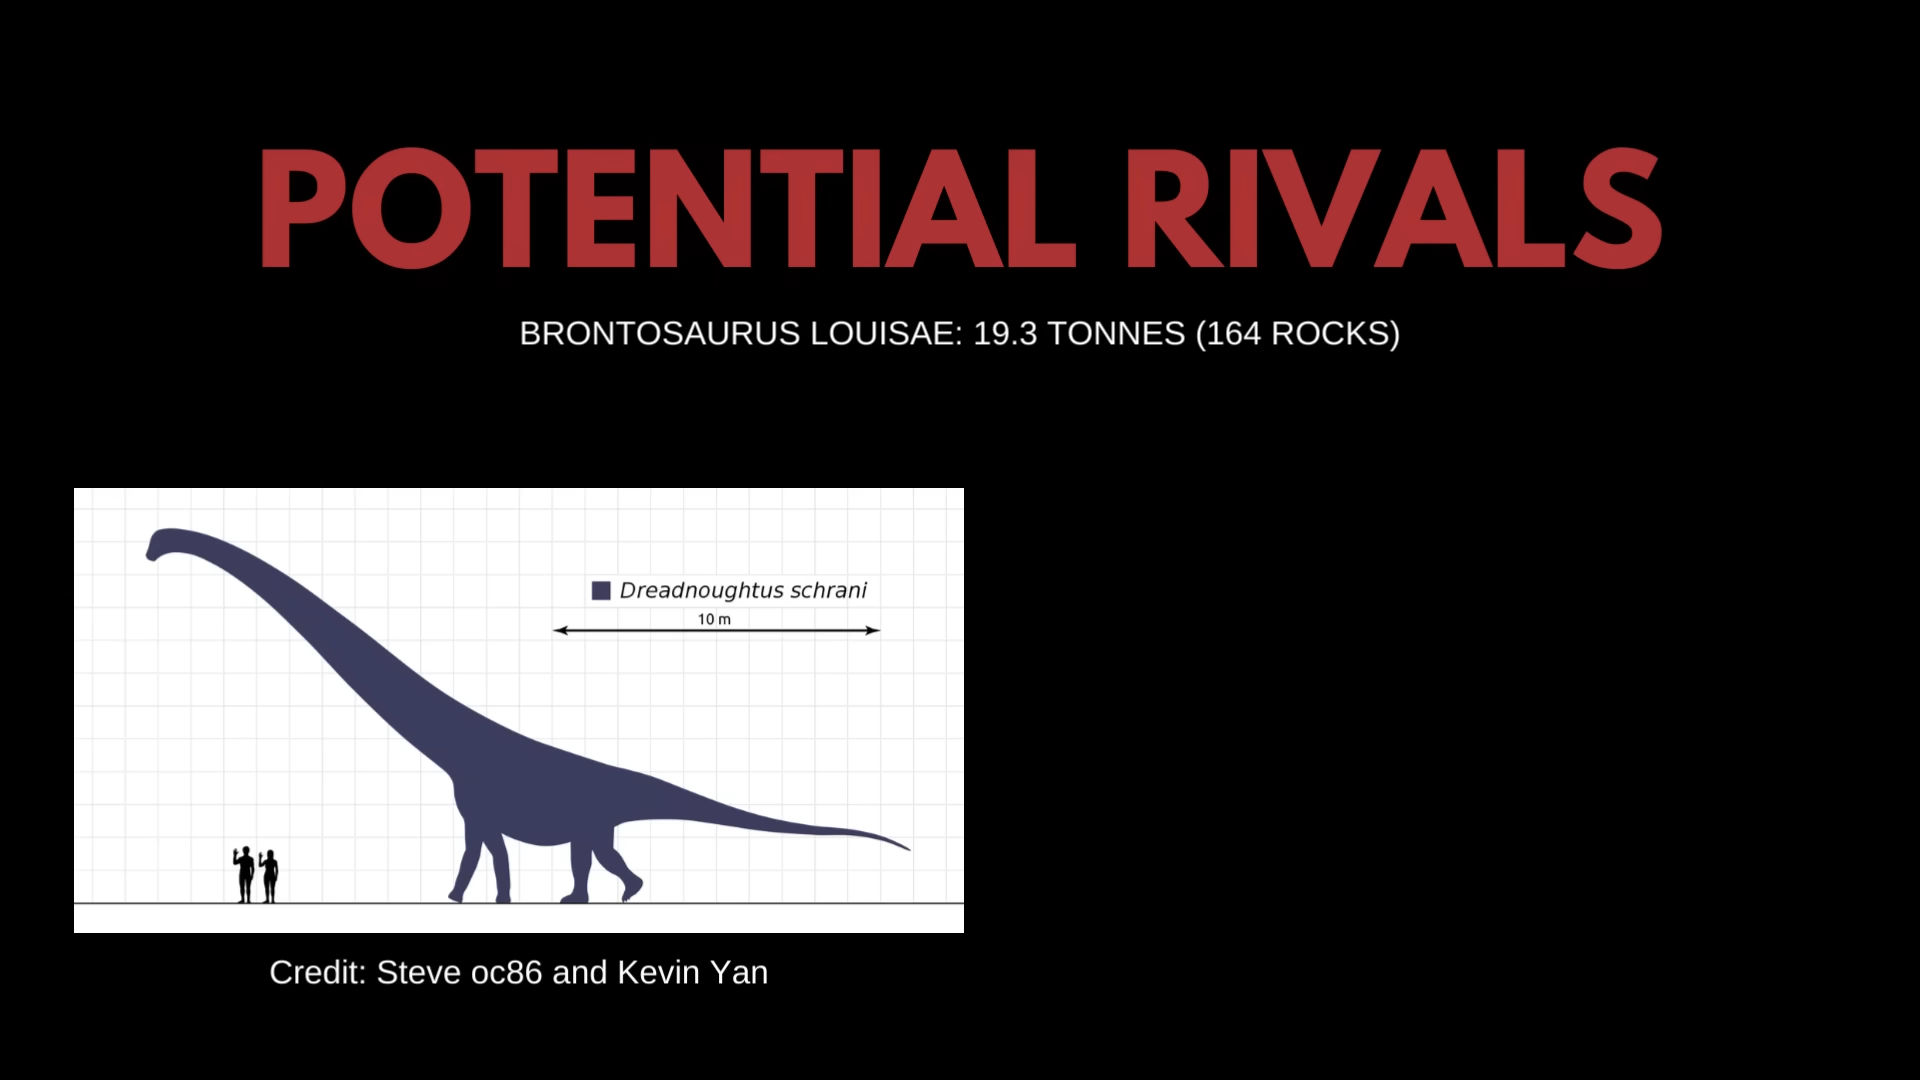 POTENTIAL RIVALS
BRONTOSAURUS LOUISAE: 19.3 TONNES (164 ROCKS)
Dreadnoughtus schrani
10 m
Credit: Steve oc86 and Kevin Yan